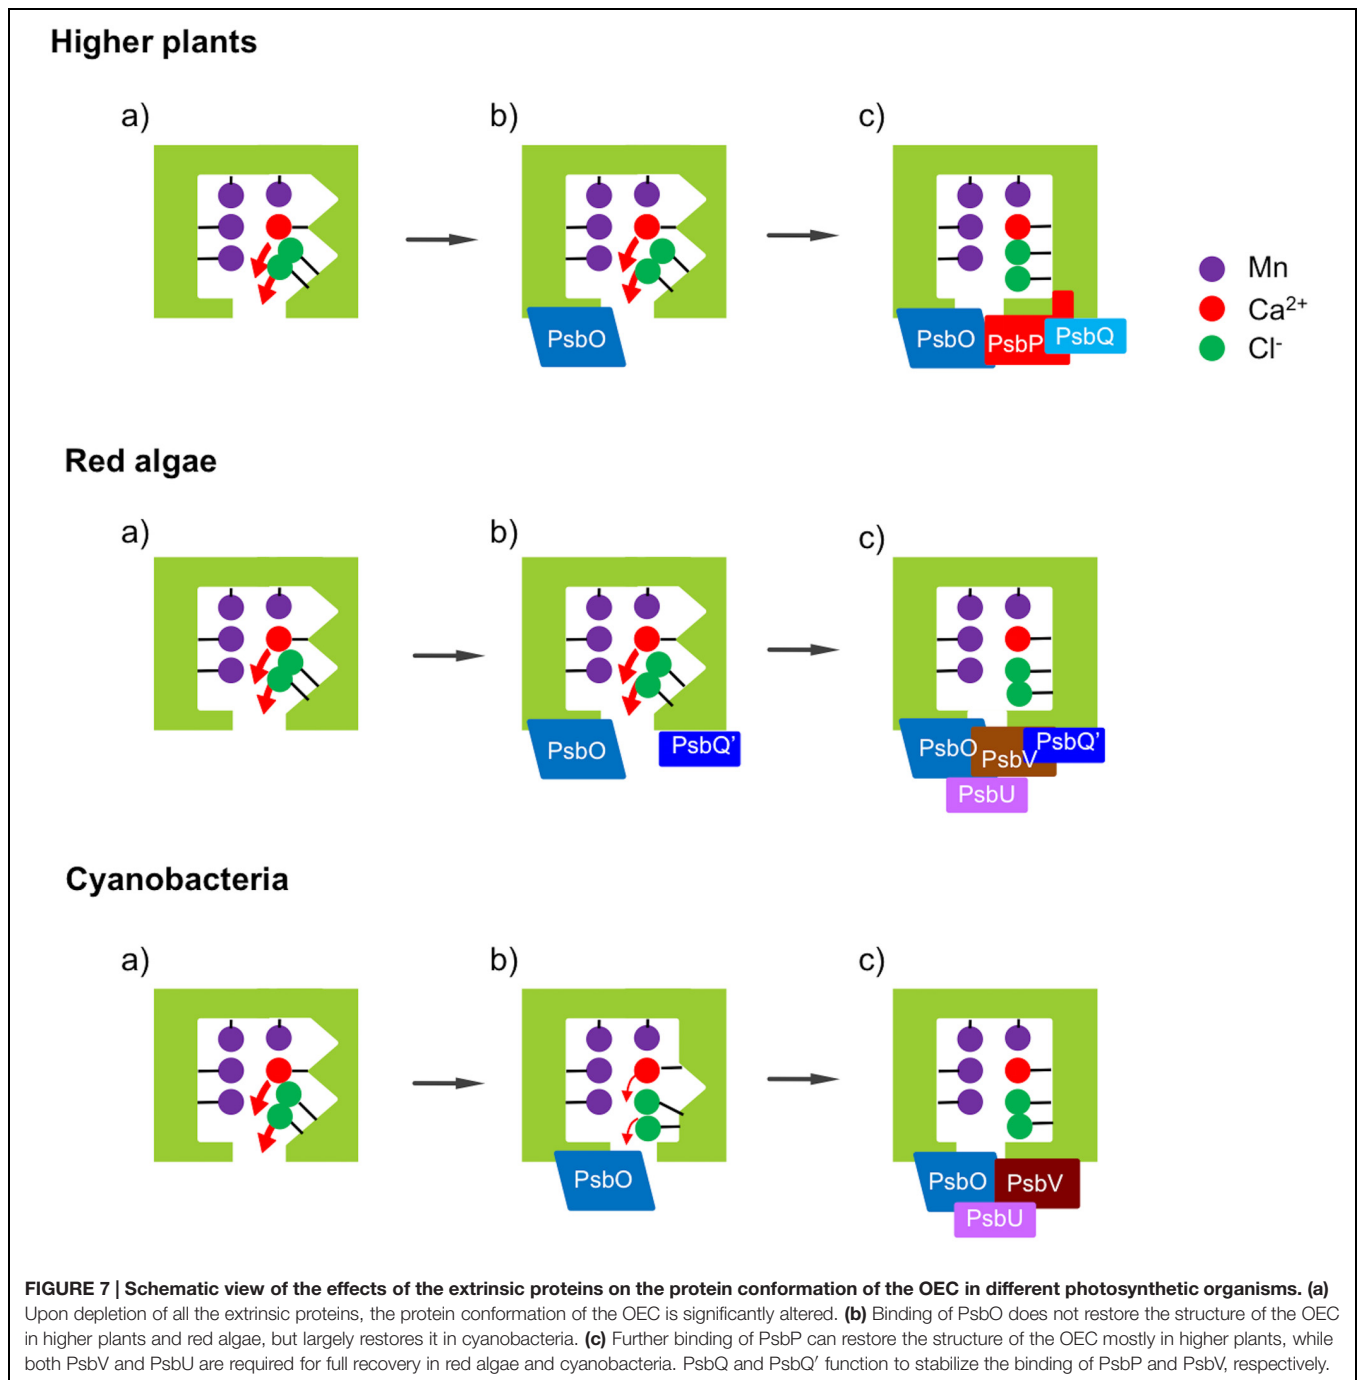 Higher plants
a) b) c)
PsbO
PsbO PsbP PsbQ
Mn
Ca²⁺
Cl⁻
Red algae
a) b) c)
PsbO PsbQ’
PsbO PsbV PsbQ’
PsbU
Cyanobacteria
a) b) c)
PsbO
PsbO PsbV
PsbU
FIGURE 7 | Schematic view of the effects of the extrinsic proteins on the protein conformation of the OEC in different photosynthetic organisms. (a)
Upon depletion of all the extrinsic proteins, the protein conformation of the OEC is significantly altered. (b) Binding of PsbO does not restore the structure of the OEC
in higher plants and red algae, but largely restores it in cyanobacteria. (c) Further binding of PsbP can restore the structure of the OEC mostly in higher plants, while
both PsbV and PsbU are required for full recovery in red algae and cyanobacteria. PsbQ and PsbQ′ function to stabilize the binding of PsbP and PsbV, respectively.